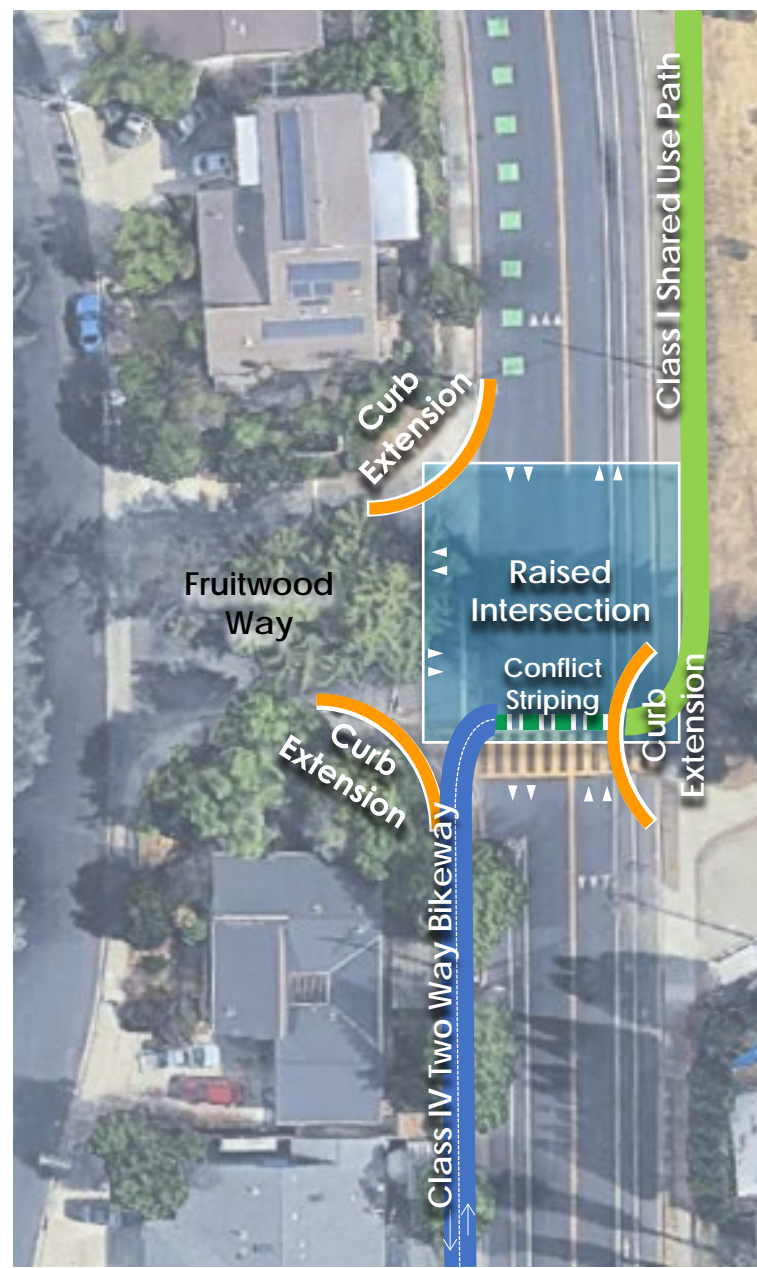 Class I Shared Use Path
Curb
Extension
Fruitwood
Way
Raised
Intersection
Conflict
Striping
Curb
Extension
Curb
Extension
Class IV Two Way Bikeway